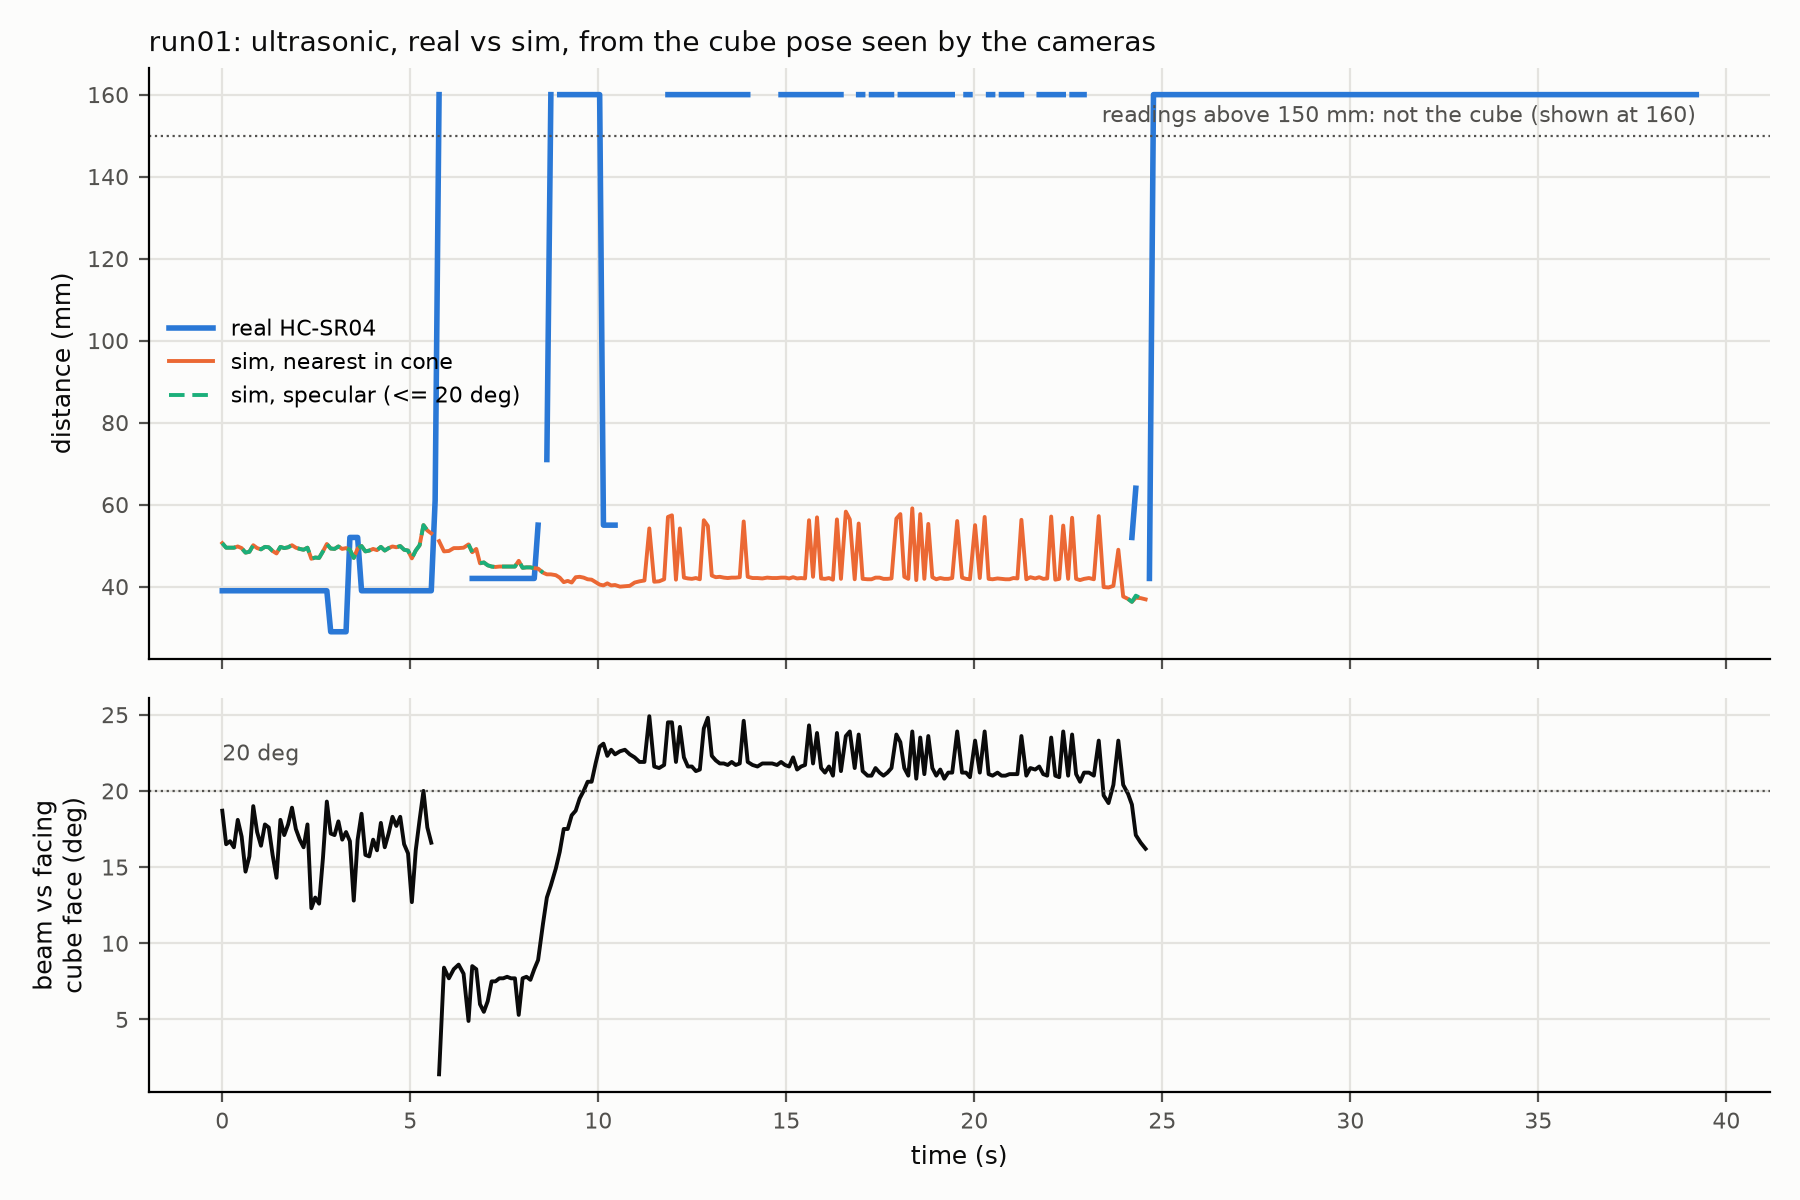 run01: ultrasonic, real vs sim, from the cube pose seen by the cameras
160
140
120
100
80
60
40
distance (mm)
readings above 150 mm: not the cube (shown at 160)
real HC-SR04
sim, nearest in cone
sim, specular (<= 20 deg)
25
20
15
10
5
beam vs facing
cube face (deg)
20 deg
0
5
10
15
20
25
30
35
40
time (s)